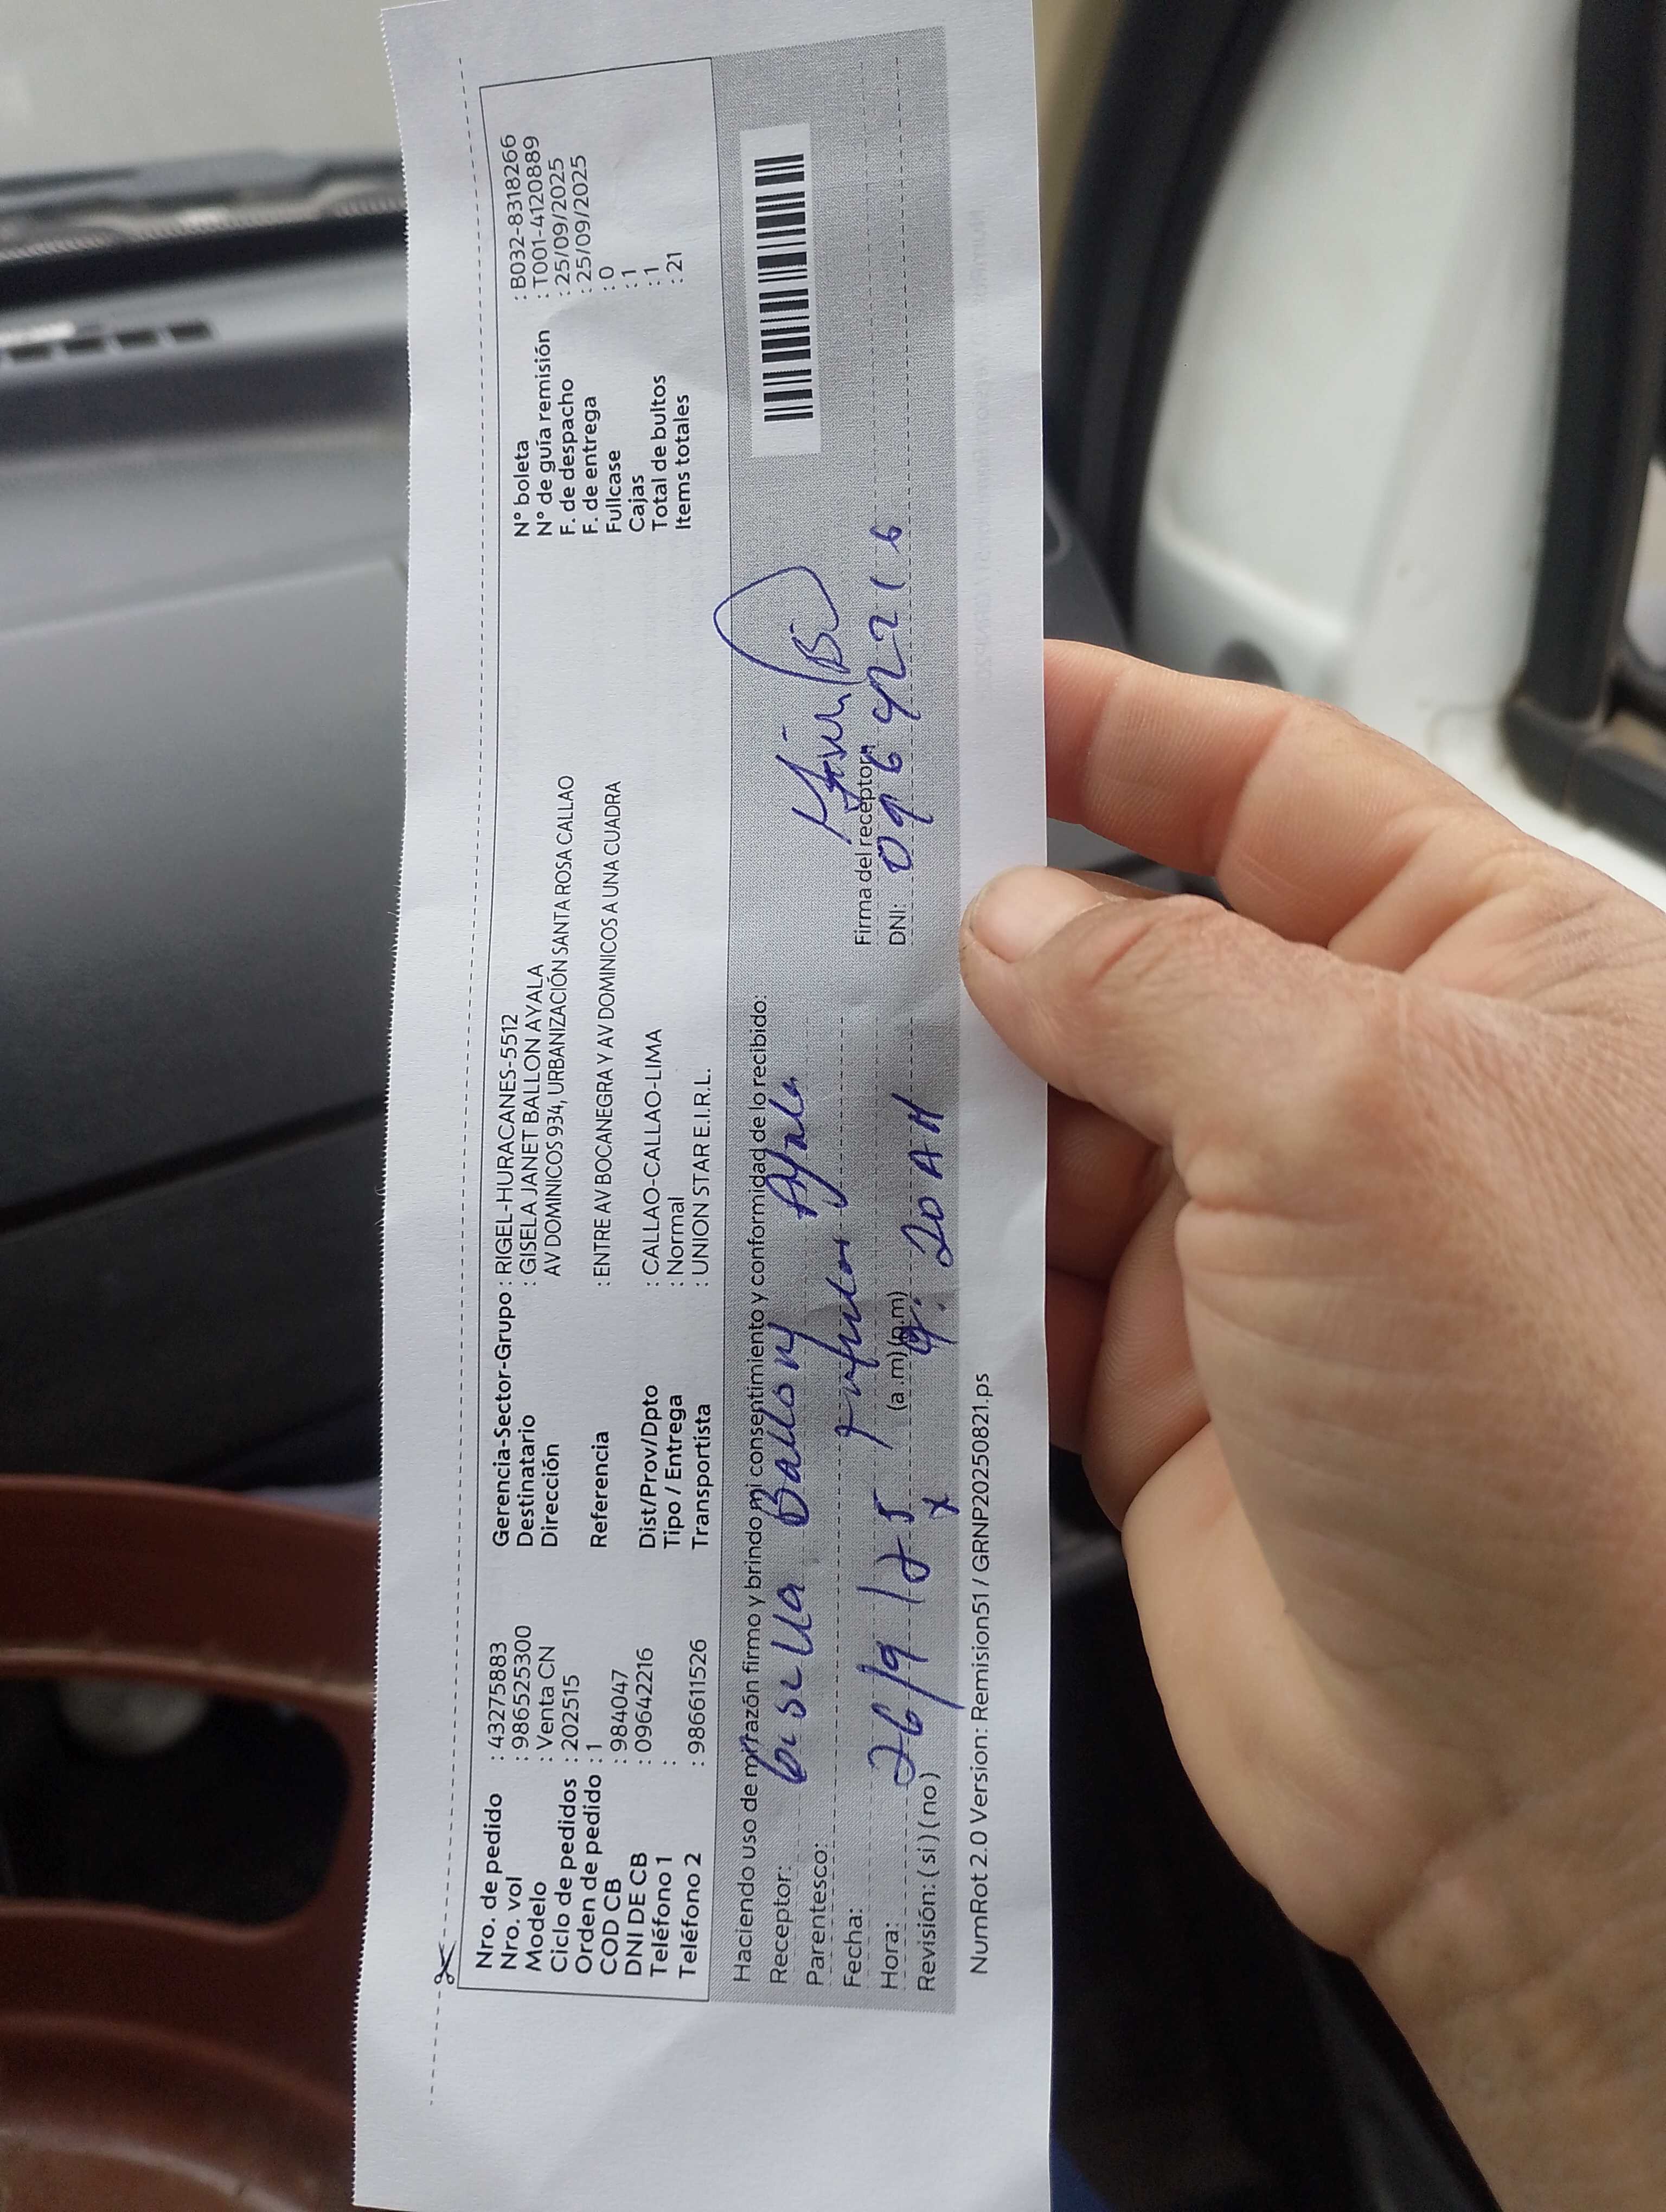 Nro. de pedido : 43275883
Nro. vol : 986525300
Modelo : Venta CN
Ciclo de pedidos : 202515
Orden de pedido : 1
COD CB : 984047
DNI DE CB : 09642216
Teléfono 1 :
Teléfono 2 : 986611526
Gerencia-Sector-Grupo : RIGEL-HURACANES-5512
Destinatario : GISELA JANET BALLON AYALA
Dirección AV DOMINICOS 934, URBANIZACIÓN SANTA ROSA CALLAO
Referencia : ENTRE AV BOCANEGRA Y AV DOMINICOS A UNA CUADRA
Dist/Prov/Dpto : CALLAO-CALLAO-LIMA
Tipo / Entrega : Normal
Transportista : UNION STAR E.I.R.L.
N° boleta : B032-8318266
N° de guía remisión : T001-4120889
F. de despacho : 25/09/2025
F. de entrega : 25/09/2025
Fullcase : 0
Cajas : 1
Total de bultos : 1
Items totales : 21
Haciendo uso de mi razón firmo y brindo mi consentimiento y conformidad de lo recibido:
Receptor: Ayala
Parentesco:
Fecha: 26/9/25
Hora: (a.m) (p.m) 9:20 AM
Revisión: ( si ) ( no )
Firma del receptor:
DNI: 09642216
NumRot 2.0 Version: Remision51 / GRNP20250821.ps